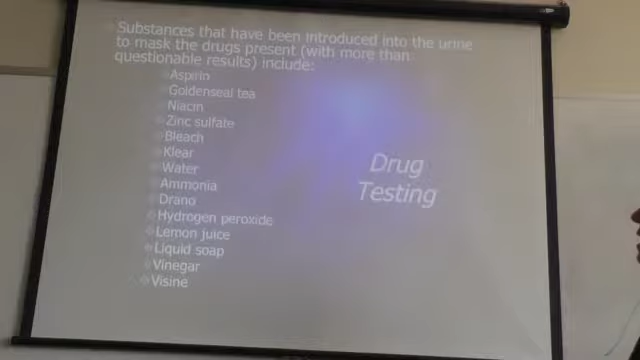 Substances that have been introduced into the urine
to mask the drugs present (with more than
questionable results) include:
Aspirin
Goldenseal tea
Niacin
Zinc sulfate
Bleach
Klear
Water
Ammonia
Drano
Hydrogen peroxide
Lemon juice
Liquid soap
Vinegar
Visine
Drug
Testing